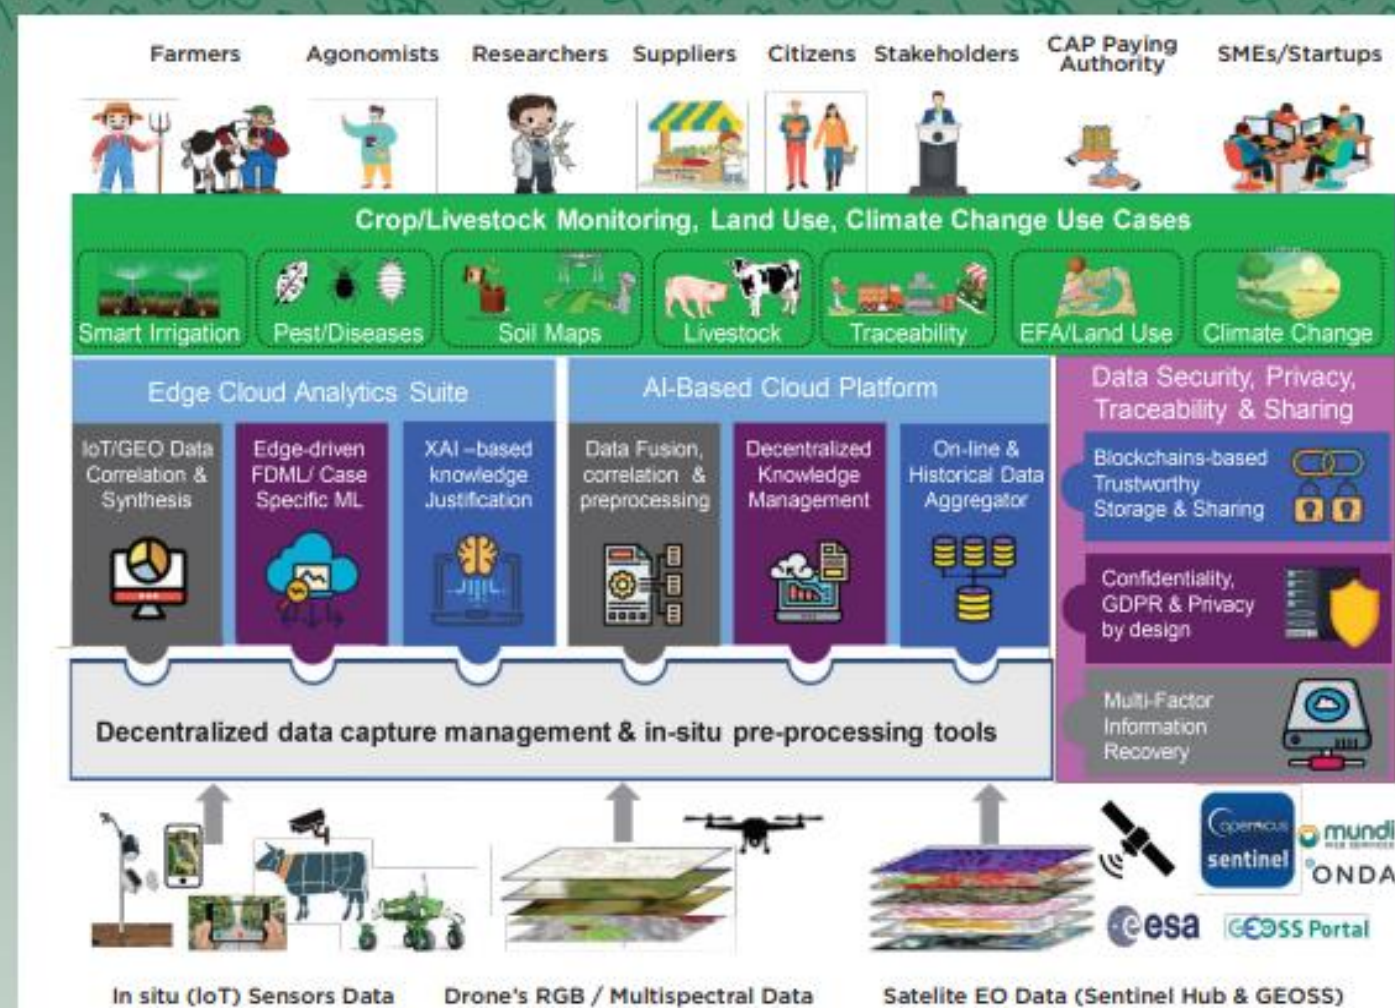 Farmers
Agonomists
Researchers
Suppliers
Citizens
Stakeholders
CAP Paying
Authority
SMEs/Startups
Crop/Livestock Monitoring, Land Use, Climate Change Use Cases
Smart Irrigation
Pest/Diseases
Soil Maps
Livestock
Traceability
EFA/Land Use
Climate Change
Edge Cloud Analytics Suite
IoT/GEO Data
Correlation &
Synthesis
Edge-driven
FDML/ Case
Specific ML
XAI –based
knowledge
Justification
AI-Based Cloud Platform
Data Fusion,
correlation &
preprocessing
Decentralized
Knowledge
Management
On-line &
Historical Data
Aggregator
Data Security, Privacy,
Traceability & Sharing
Blockchains-based
Trustworthy
Storage & Sharing
Confidentiality,
GDPR & Privacy
by design
Multi-Factor
Information
Recovery
Decentralized data capture management & in-situ pre-processing tools
Copernicus
sentinel
mundi
WEB SERVICES
ONDA
esa
GEOSS Portal
In situ (IoT) Sensors Data
Drone's RGB / Multispectral Data
Satelite EO Data (Sentinel Hub & GEOSS)